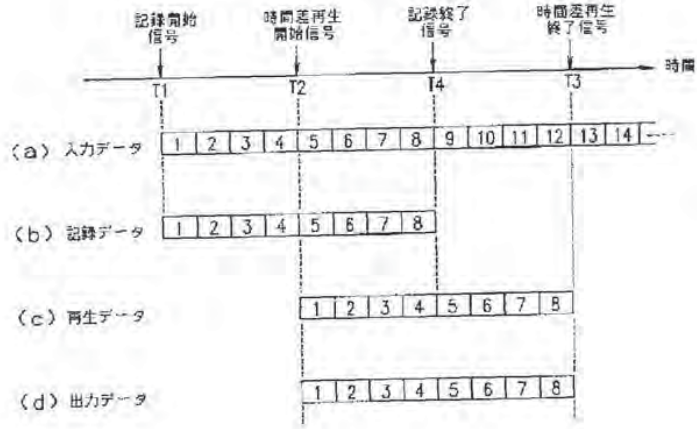 記録開始
信号
時間差再生
開始信号
記録終了
信号
時間差再生
終了信号
時間
T1
T2
T4
T3
(a) 入力データ
1 2 3 4 5 6 7 8 9 10 11 12 13 14
(b) 記録データ
1 2 3 4 5 6 7 8
(c) 再生データ
1 2 3 4 5 6 7 8
(d) 出力データ
1 2 3 4 5 6 7 8